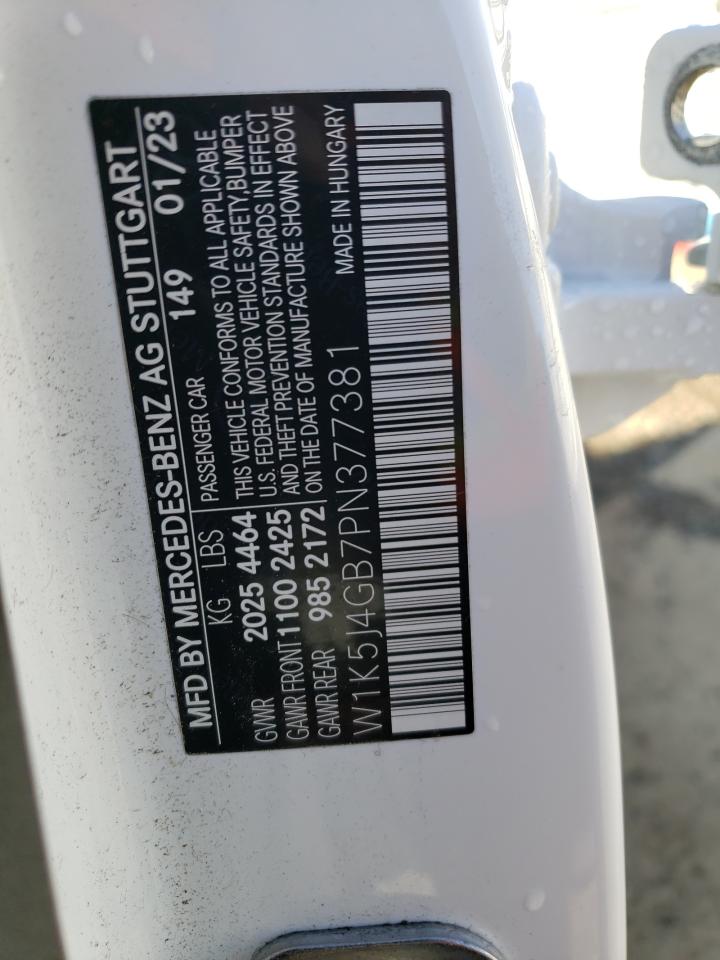 MFD BY MERCEDES-BENZ AG STUTTGART
149 01/23
KG LBS PASSENGER CAR
GVWR 2025 4464
GAWR FRONT 1100 2425
GAWR REAR 985 2172
THIS VEHICLE CONFORMS TO ALL APPLICABLE
U.S. FEDERAL MOTOR VEHICLE SAFETY, BUMPER
AND THEFT PREVENTION STANDARDS IN EFFECT
ON THE DATE OF MANUFACTURE SHOWN ABOVE
MADE IN HUNGARY
W1K5J4GB7PN377381